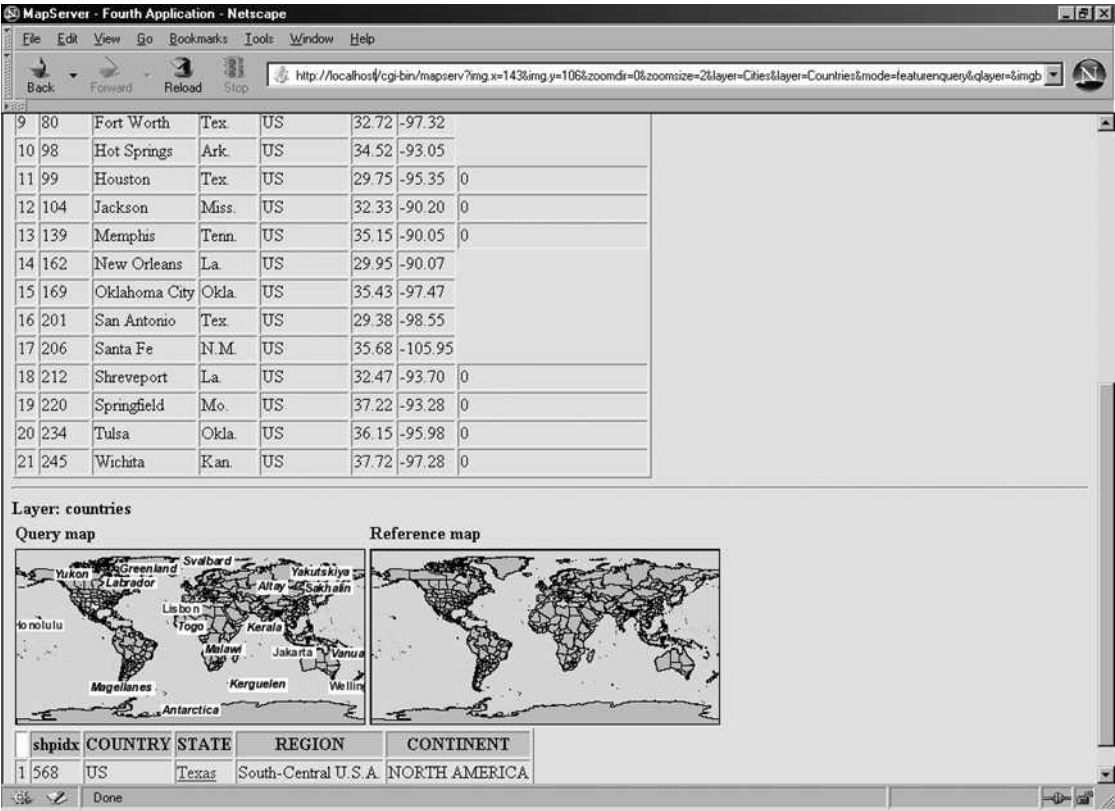 MapServer - Fourth Application - Netscape
File Edit View Go Bookmarks Tools Window Help
Back Forward Reload Stop http://localhost/cgi-bin/mapserv?img.x=143&img.y=106&zoomdir=0&zoomsize=2&layer=Cities&layer=Countries&mode=featurenquery&qlayer=&imgb N
9 80 Fort Worth Tex. US 32.72 -97.32
10 98 Hot Springs Ark. US 34.52 -93.05
11 99 Houston Tex. US 29.75 -95.35 0
12 104 Jackson Miss. US 32.33 -90.20 0
13 139 Memphis Tenn. US 35.15 -90.05 0
14 162 New Orleans La. US 29.95 -90.07
15 169 Oklahoma City Okla. US 35.43 -97.47
16 201 San Antonio Tex. US 29.38 -98.55
17 206 Santa Fe N.M. US 35.68 -105.95
18 212 Shreveport La. US 32.47 -93.70 0
19 220 Springfield Mo. US 37.22 -93.28 0
20 234 Tulsa Okla. US 36.15 -95.98 0
21 245 Wichita Kan. US 37.72 -97.28 0
Layer: countries
Query map Reference map
Svalbard
Yukon Greenland Yakutskiya
Labrador Altay Sakhalin
Lisbon
Honolulu Togo Kerala
Malawi Jakarta Vanua
Magellanes Kerguelen Wellin
Antarctica
shpidx COUNTRY STATE REGION CONTINENT
1 568 US Texas South-Central U.S.A. NORTH AMERICA
Done